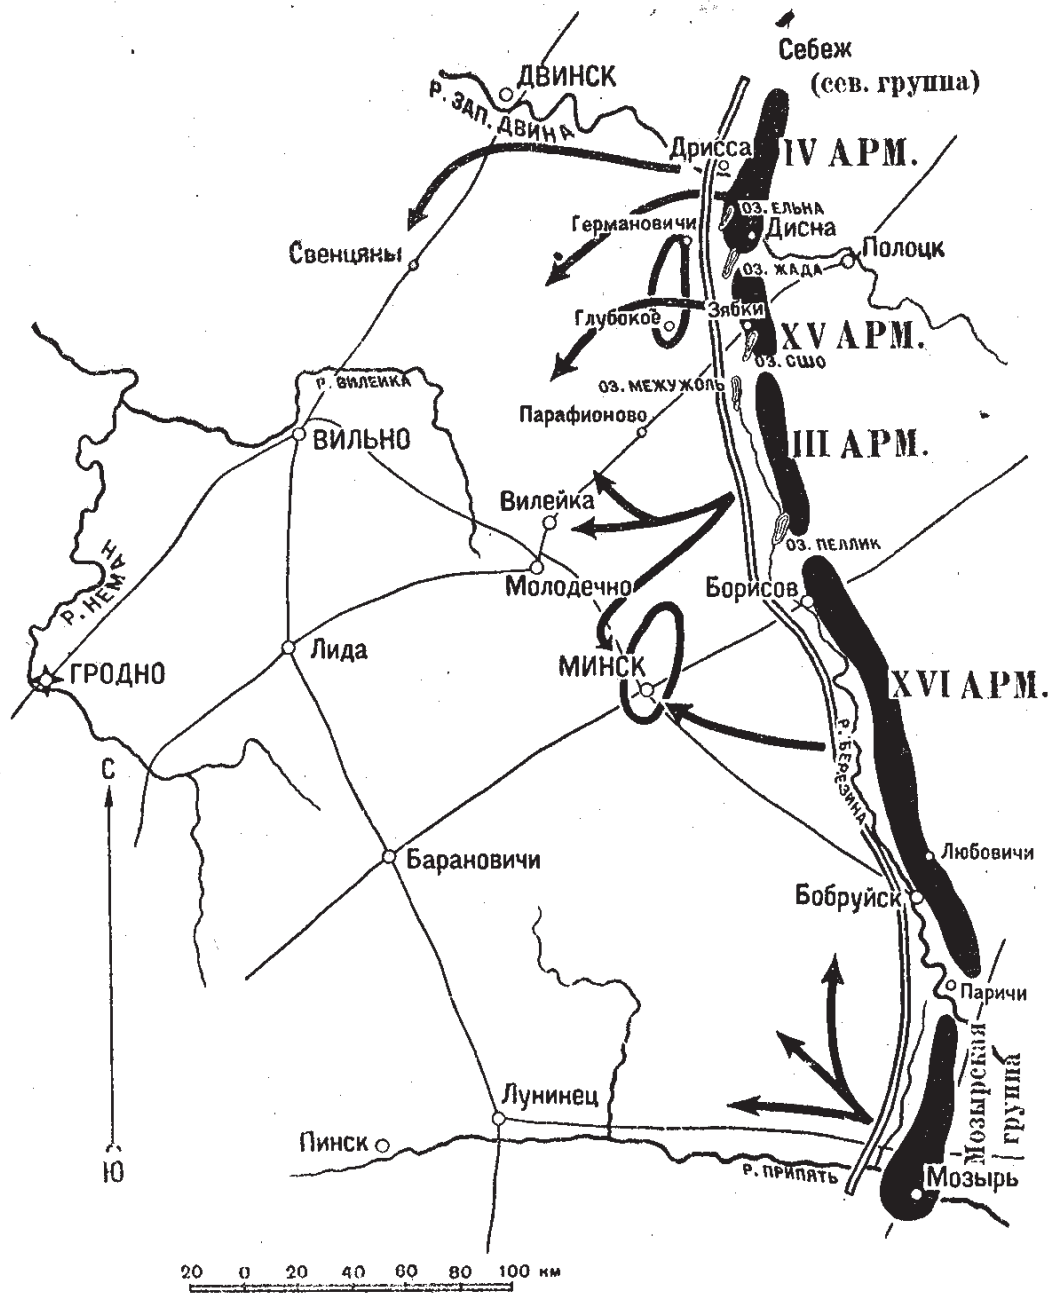 Себеж
(сев. группа)
ДВИНСК
Р. ЗАП. ДВИНА
Дрисса
IV АРМ.
ОЗ. ЕЛЬНА
Германовичи
Дисна
Полоцк
Свенцяны
ОЗ. ЖАДА
Зябки
Глубокое
XV АРМ.
ОЗ. СШО
Р. ВИЛЕЙКА
ОЗ. МЕЖУЖОЛЬ
Парафионово
ВИЛЬНО
III АРМ.
Вилейка
ОЗ. ПЕЛЛИК
Р. НЕМАН
Молодечно
Борисов
Лида
МИНСК
ГРОДНО
XVI АРМ.
Р. БЕРЕЗИНА
С
Любовичи
Барановичи
Бобруйск
Паричи
Мозырская
группа
Лунинец
Пинск
Ю
Р. ПРИПЯТЬ
Мозырь
20 0 20 40 60 80 100 км